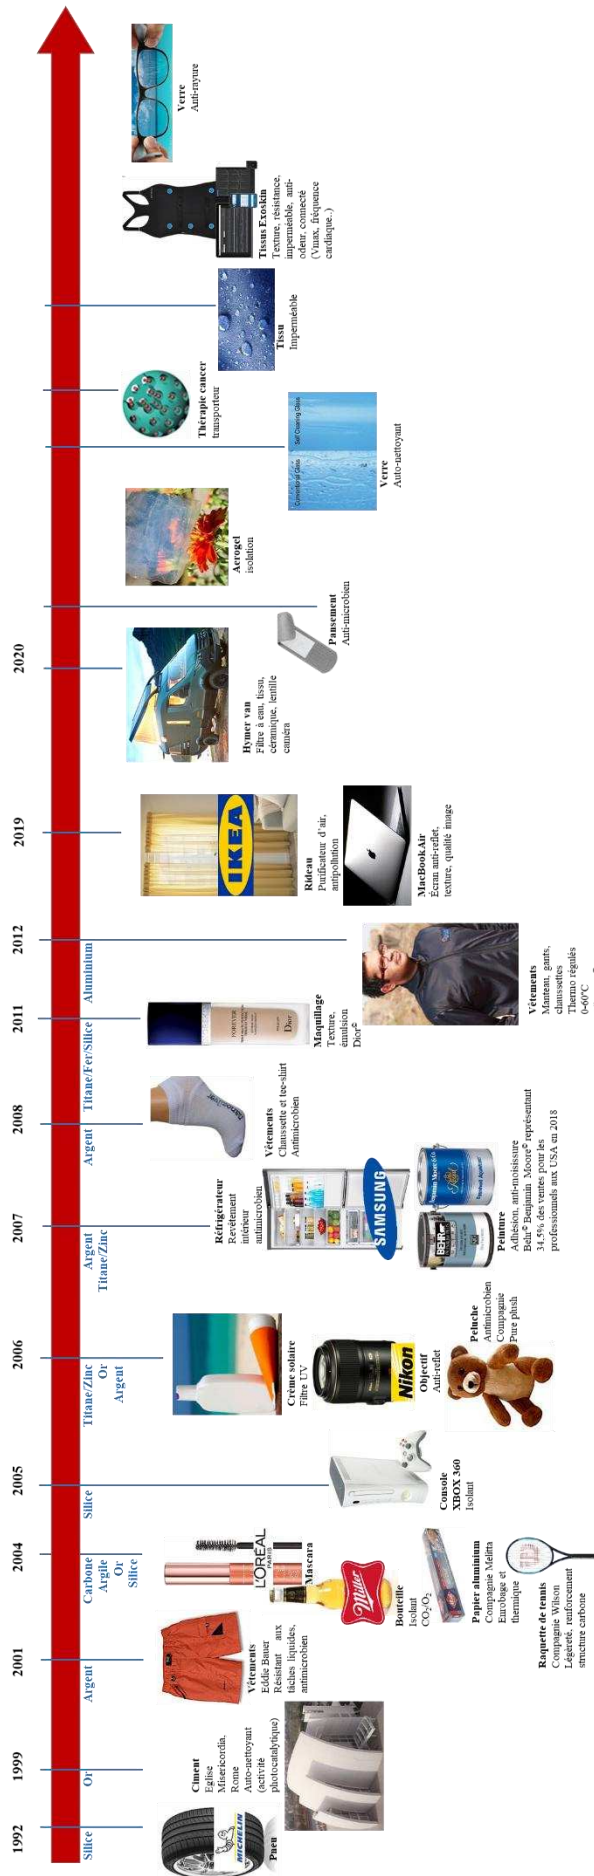 1992
Silice
MICHELIN
Pneu
1999
Or
Ciment
Eglise
Misericordia,
Rome
Auto-nettoyant
(activité
photocatalytique)
2001
Argent
Vêtements
Eddie Bauer
Résistant aux
tâches liquides,
antimicrobien
2004
Carbone
Argile
Or
Silice
L'ORÉAL
PARIS
Mascara
Miller
Bouteille
Isolant
CO₂/O₂
Papier aluminium
Compagnie Melitta
Enrobage et
thermique
Raquette de tennis
Compagnie Wilson
Légéreté, renforcement
structure carbone
2005
Silice
Console
XBOX 360
Isolant
2006
Titane/Zinc
Or
Argent
Crème solaire
Filtre UV
Nikon
Objectif
Anti-reflet
Peluche
Antimicrobien
Compagnie
Pure plush
2007
Argent
Titane/Zinc
Réfrigérateur
Revêtement
intérieur
antimicrobien
SAMSUNG
BEHR
Peinture
Adhésion, anti-moisissure
Behr© Benjamin Moore© représentant
34.5% des ventes pour les
professionnels aux USA en 2018
2008
Argent
Vêtements
Chaussette et tee-shirt
Antimicrobien
2011
Titane/Fer/Silice
FOREVER
Dior
Maquillage
Texture,
émulsion
Dior©
2012
Aluminium
Vêtements
Manteau, gants,
chaussettes
Thermo régulés
0-60°C
2019
IKEA
Rideau
Purificateur d'air,
antipollution
MacBookAir
Écran anti-reflet,
texture, qualité image
2020
Hymer van
Filtre à eau, tissu,
céramique, lentille
caméra
Pansement
Anti-microbien
Aerogel
isolation
Conventional Glass
Self Cleaning Glass
Verre
Auto-nettoyant
Thérapie cancer
transporteur
Tissu
Imperméable
Tissus Exoskin
Texture, résistance,
imperméable, anti-
odeur, connecté
(Vmax, fréquence
cardiaque..)
Verre
Anti-rayure